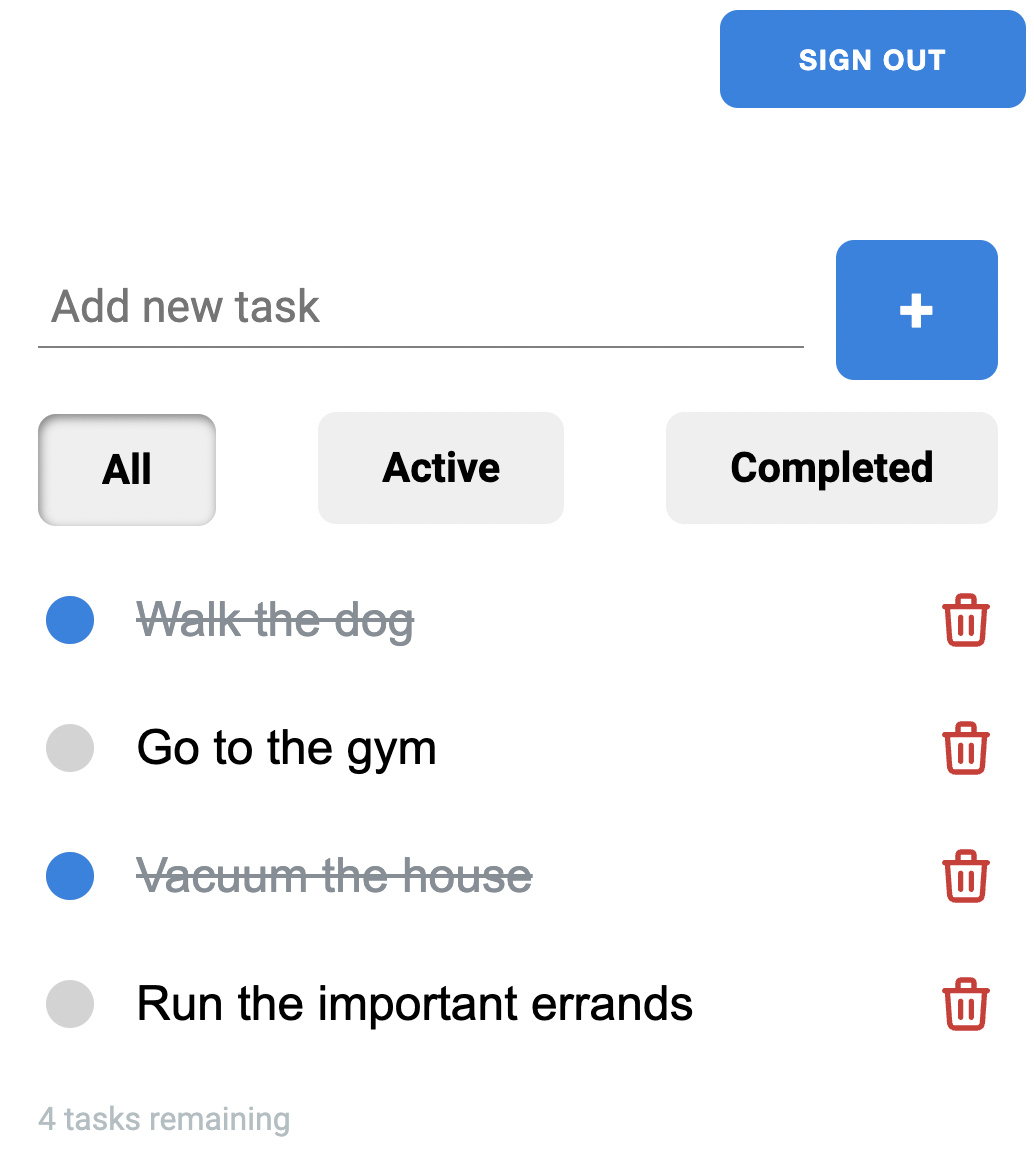 SIGN OUT
Add new task
+
All Active Completed
Walk the dog
Go to the gym
Vacuum the house
Run the important errands
4 tasks remaining